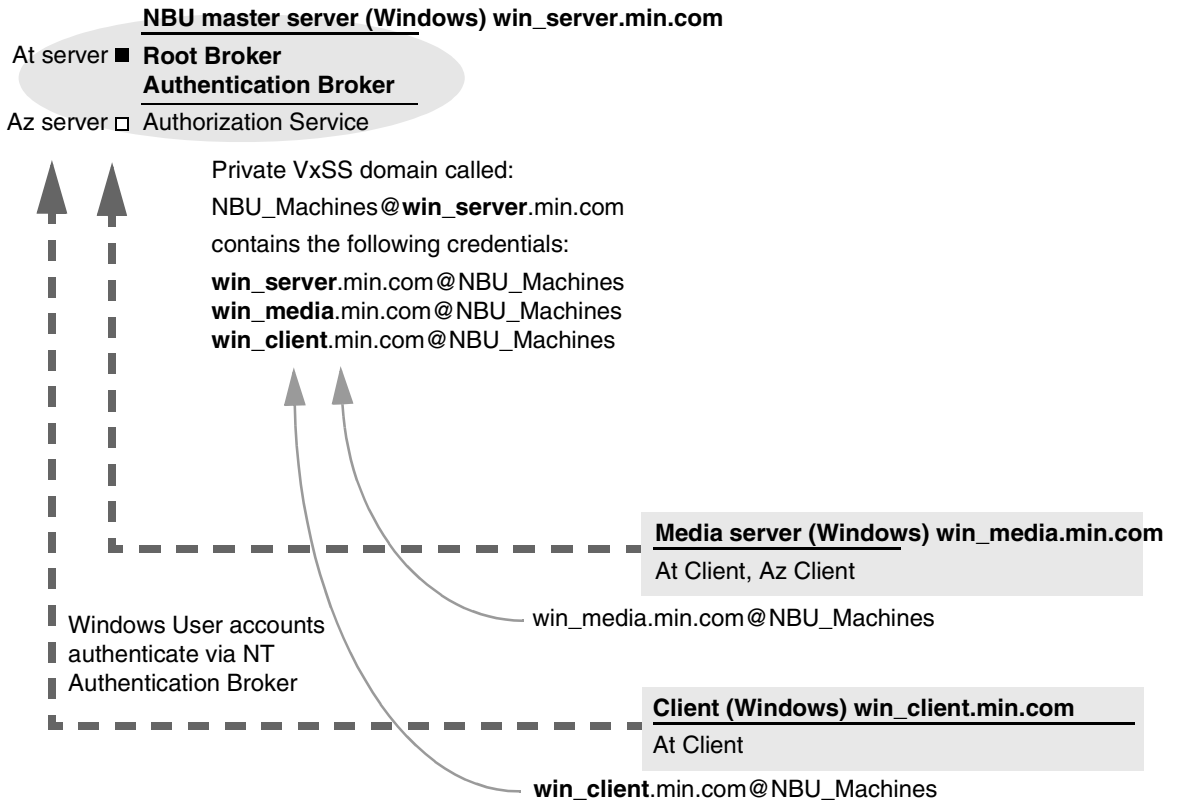 NBU master server (Windows) win_server.min.com
At server Root Broker
Authentication Broker
Az server Authorization Service
Private VxSS domain called:
NBU_Machines@win_server.min.com
contains the following credentials:
win_server.min.com@NBU_Machines
win_media.min.com@NBU_Machines
win_client.min.com@NBU_Machines
Media server (Windows) win_media.min.com
At Client, Az Client
win_media.min.com@NBU_Machines
Windows User accounts
authenticate via NT
Authentication Broker
Client (Windows) win_client.min.com
At Client
win_client.min.com@NBU_Machines